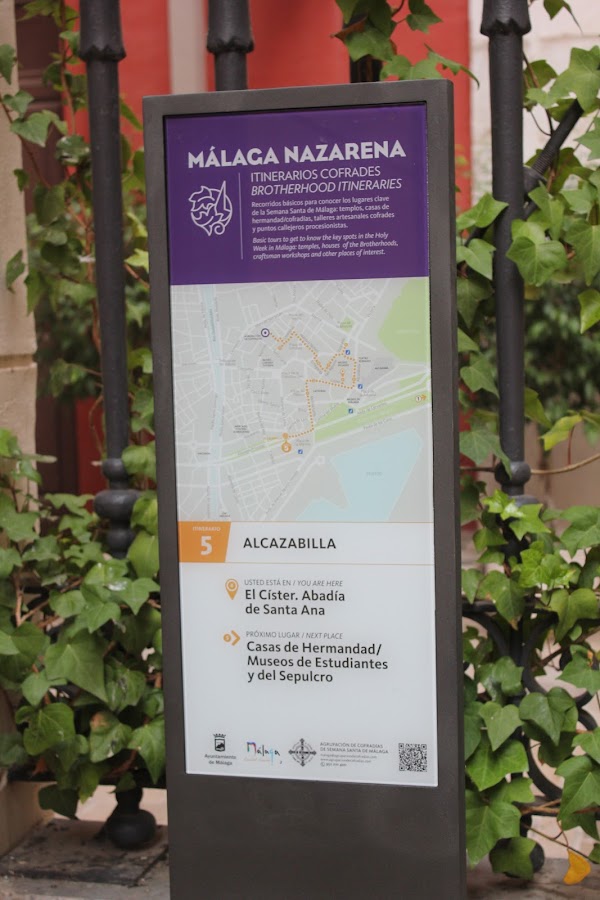 MÁLAGA NAZARENA
ITINERARIOS COFRADES
BROTHERHOOD ITINERARIES
Recorridos básicos para conocer los lugares clave
de la Semana Santa de Málaga: templos, casas de
hermandad/cofradías, talleres artesanales cofrades
y puntos callejeros procesionistas.
Basic tours to get to know the key spots in the Holy
Week in Málaga: temples, houses of the Brotherhoods,
craftsman workshops and other places of interest.
ITINERARIO
5
ALCAZABILLA
USTED ESTÁ EN / YOU ARE HERE
El Císter. Abadía
de Santa Ana
PRÓXIMO LUGAR / NEXT PLACE
Casas de Hermandad/
Museos de Estudiantes
y del Sepulcro
Ayuntamiento
de Málaga
Málaga
AGRUPACIÓN DE COFRADÍAS
DE SEMANA SANTA DE MÁLAGA